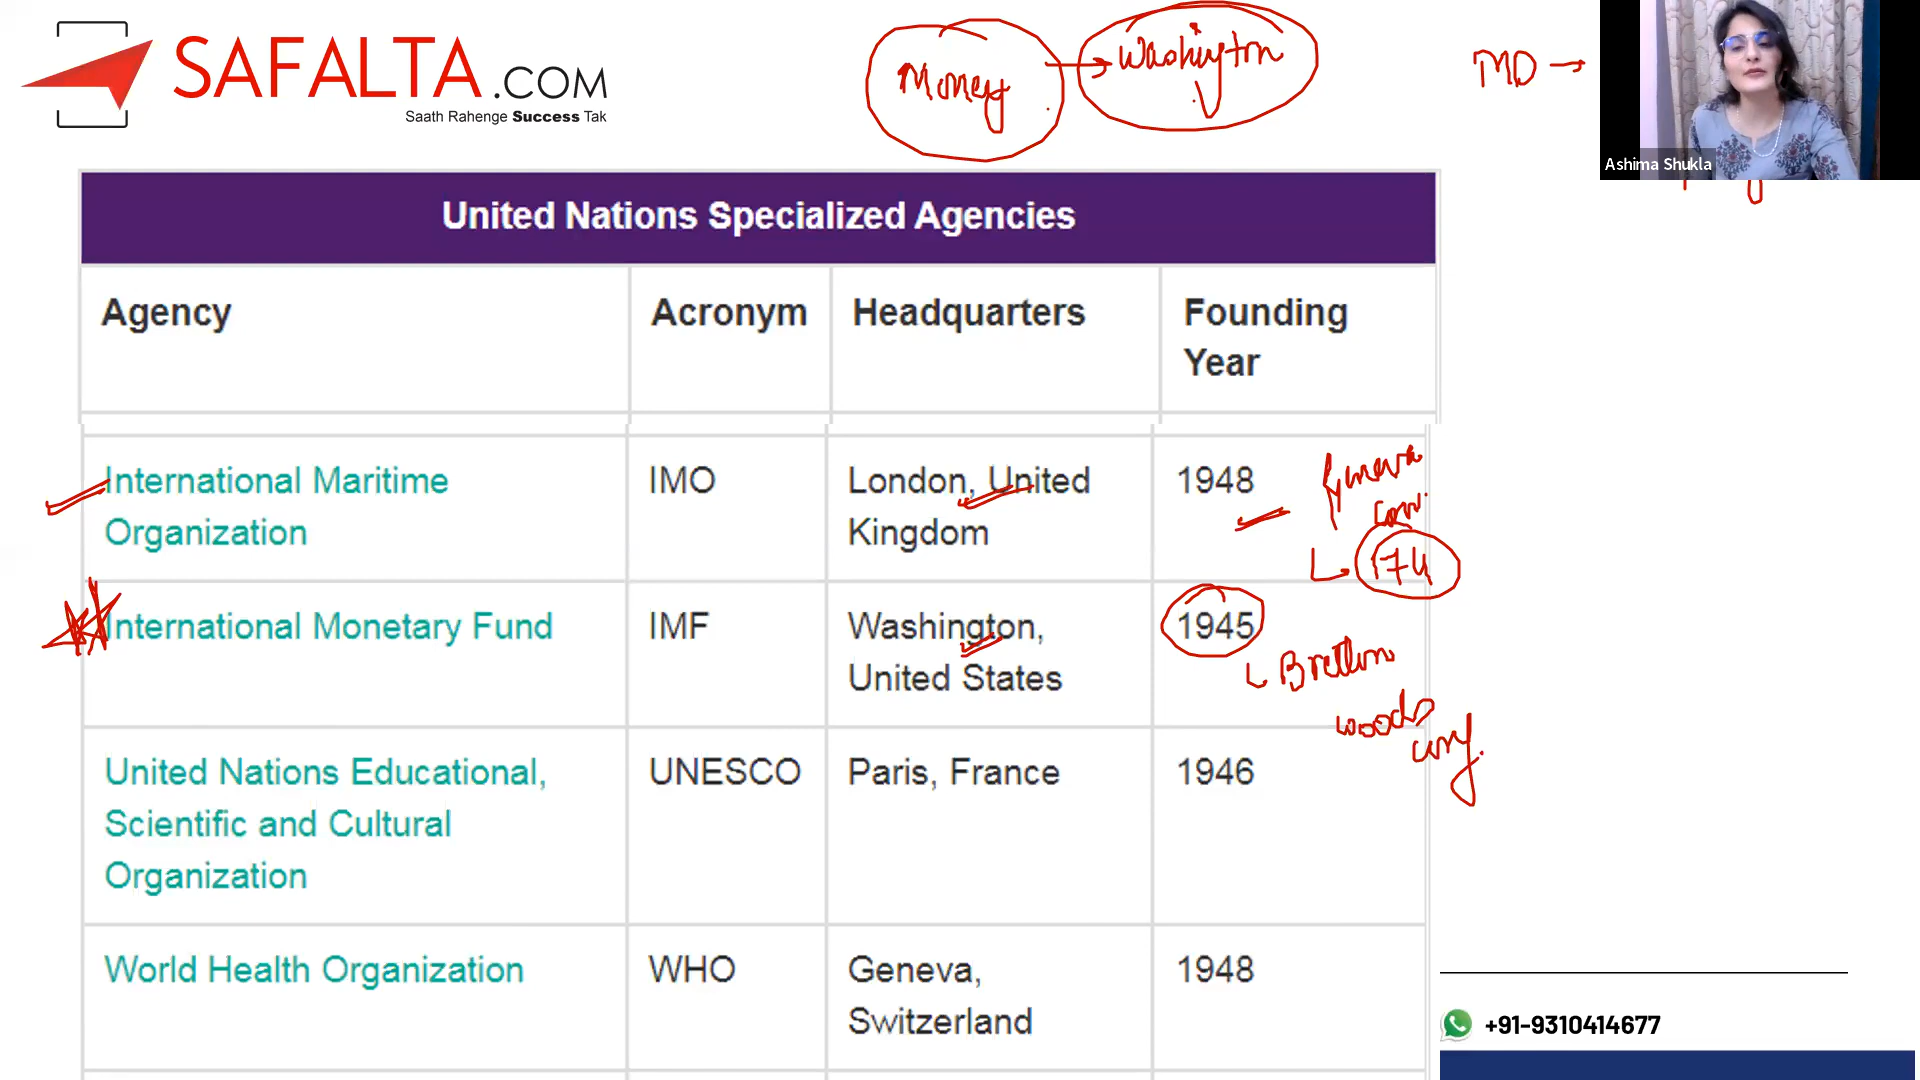 SAFALTA.COM
Saath Rahenge Success Tak
Money → Washington
MD →
Ashima Shukla
United Nations Specialized Agencies
Agency Acronym Headquarters Founding
Year
International Maritime IMO London, United 1948
Organization Kingdom
Geneva
conv.
174
International Monetary Fund IMF Washington, 1945
United States
Bretton
woods
conf.
United Nations Educational, UNESCO Paris, France 1946
Scientific and Cultural
Organization
World Health Organization WHO Geneva, 1948
Switzerland
+91-9310414677